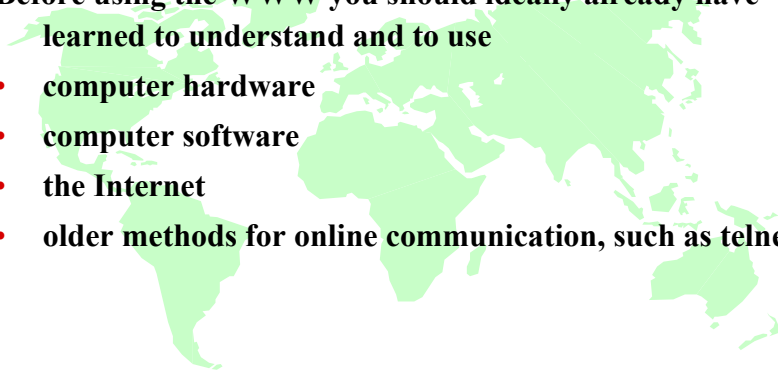 Before using the WWW you should ideally already have
learned to understand and to use
• computer hardware
• computer software
• the Internet
• older methods for online communication, such as